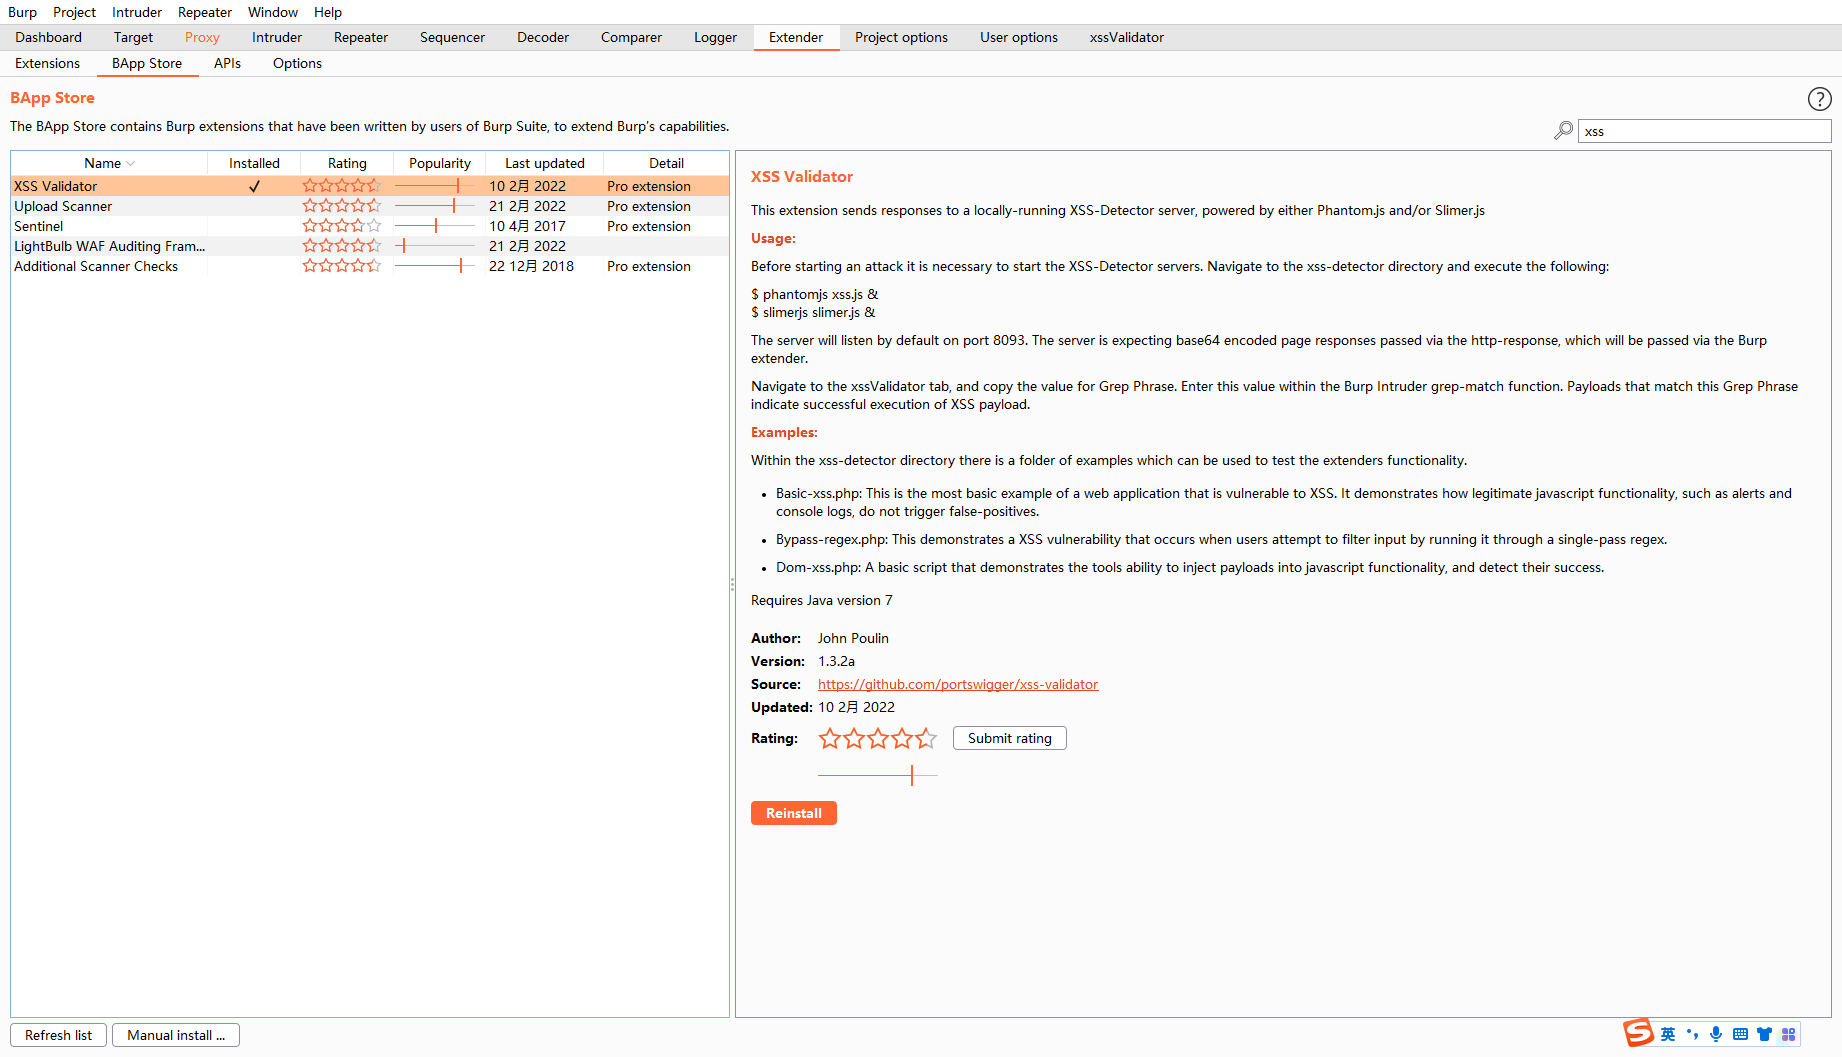 Burp Project Intruder Repeater Window Help
Dashboard Target Proxy Intruder Repeater Sequencer Decoder Comparer Logger Extender Project options User options xssValidator
Extensions BApp Store APIs Options
BApp Store
?
The BApp Store contains Burp extensions that have been written by users of Burp Suite, to extend Burp's capabilities.
xss
Name Installed Rating Popularity Last updated Detail
XSS Validator ✓ 10 2月 2022 Pro extension
Upload Scanner 21 2月 2022 Pro extension
Sentinel 10 4月 2017 Pro extension
LightBulb WAF Auditing Fram... 21 2月 2022
Additional Scanner Checks 22 12月 2018 Pro extension
XSS Validator
This extension sends responses to a locally-running XSS-Detector server, powered by either Phantom.js and/or Slimer.js
Usage:
Before starting an attack it is necessary to start the XSS-Detector servers. Navigate to the xss-detector directory and execute the following:
$ phantomjs xss.js &
$ slimerjs slimer.js &
The server will listen by default on port 8093. The server is expecting base64 encoded page responses passed via the http-response, which will be passed via the Burp
extender.
Navigate to the xssValidator tab, and copy the value for Grep Phrase. Enter this value within the Burp Intruder grep-match function. Payloads that match this Grep Phrase
indicate successful execution of XSS payload.
Examples:
Within the xss-detector directory there is a folder of examples which can be used to test the extenders functionality.
• Basic-xss.php: This is the most basic example of a web application that is vulnerable to XSS. It demonstrates how legitimate javascript functionality, such as alerts and
console logs, do not trigger false-positives.
• Bypass-regex.php: This demonstrates a XSS vulnerability that occurs when users attempt to filter input by running it through a single-pass regex.
• Dom-xss.php: A basic script that demonstrates the tools ability to inject payloads into javascript functionality, and detect their success.
Requires Java version 7
Author: John Poulin
Version: 1.3.2a
Source: https://github.com/portswigger/xss-validator
Updated: 10 2月 2022
Rating: Submit rating
Reinstall
Refresh list Manual install ...
S 英